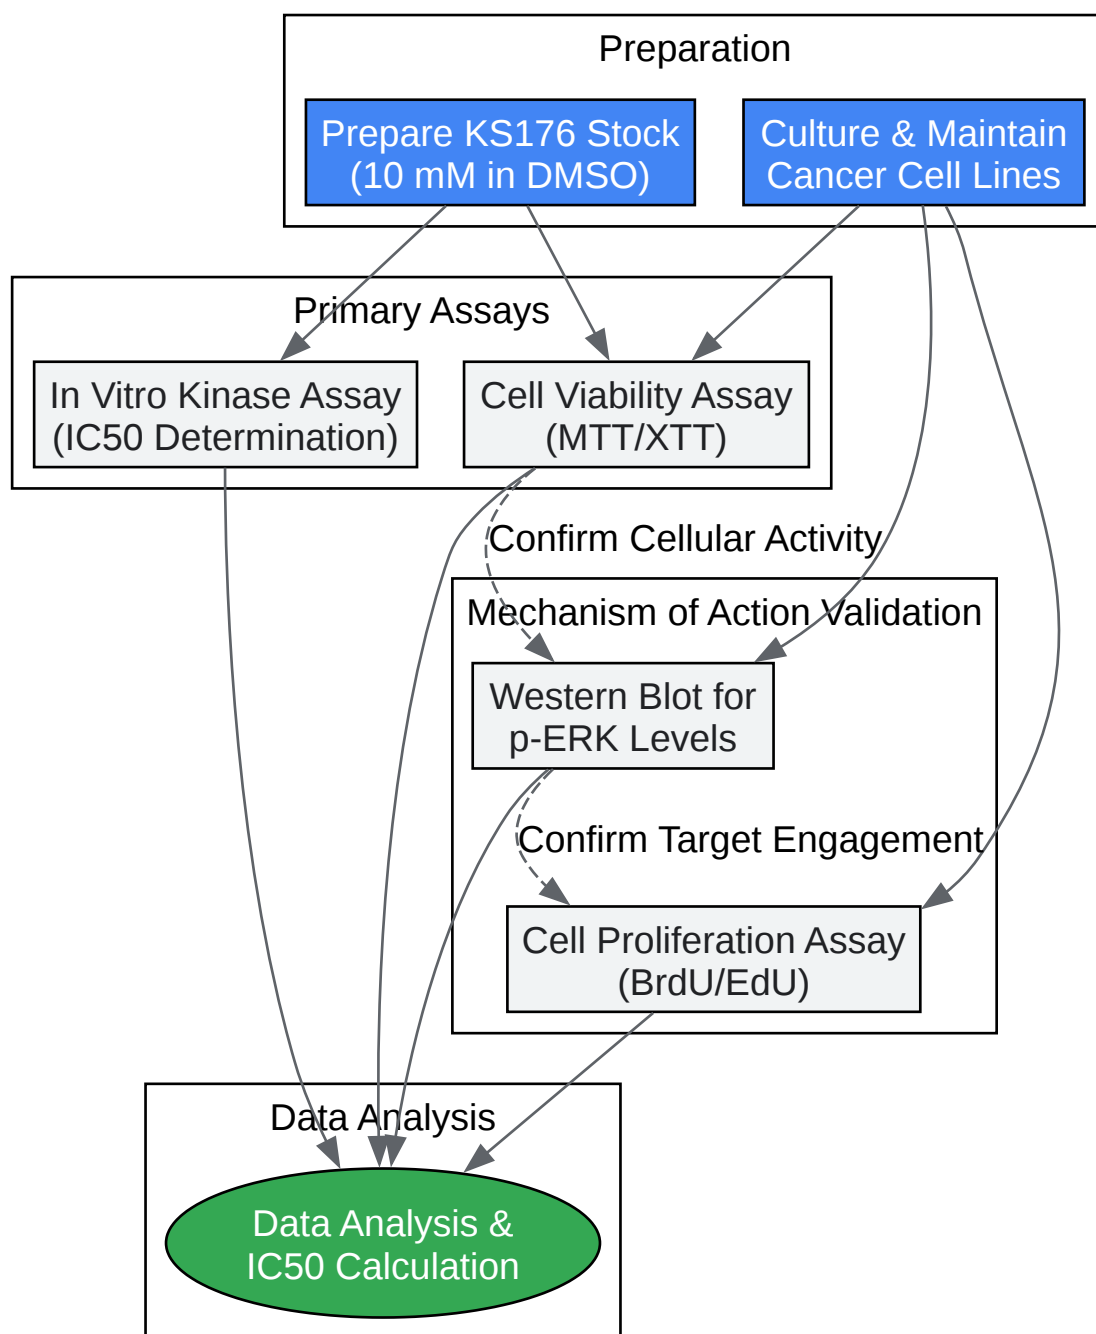 Preparation
Prepare KS176 Stock
(10 mM in DMSO)
Culture & Maintain
Cancer Cell Lines
Primary Assays
In Vitro Kinase Assay
(IC50 Determination)
Cell Viability Assay
(MTT/XTT)
Confirm Cellular Activity
Mechanism of Action Validation
Western Blot for
p-ERK Levels
Confirm Target Engagement
Cell Proliferation Assay
(BrdU/EdU)
Data Analysis
Data Analysis &
IC50 Calculation